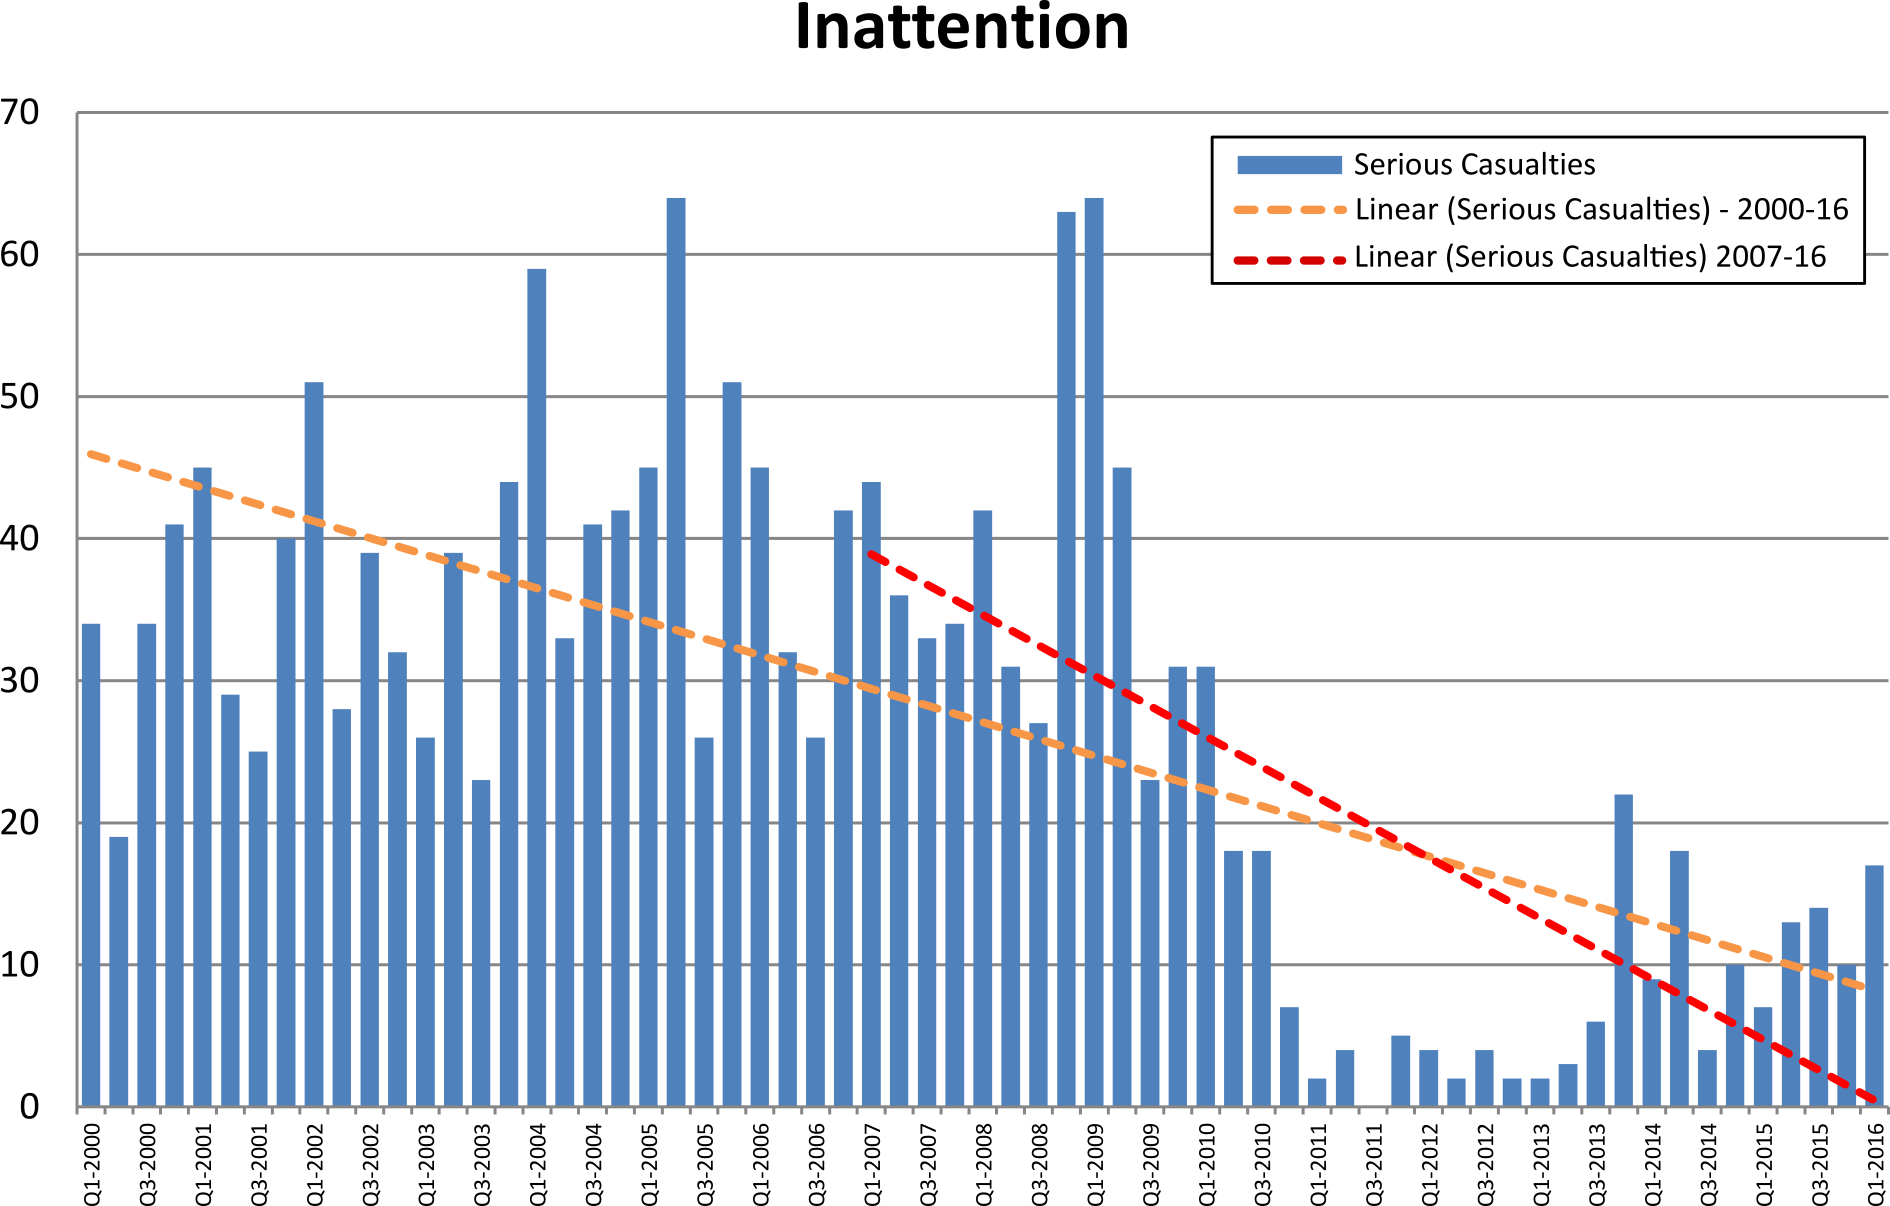 Inattention
70
60
50
40
30
20
10
0
Serious Casualties
Linear (Serious Casualties) - 2000-16
Linear (Serious Casualties) 2007-16
Q1-2000
Q3-2000
Q1-2001
Q3-2001
Q1-2002
Q3-2002
Q1-2003
Q3-2003
Q1-2004
Q3-2004
Q1-2005
Q3-2005
Q1-2006
Q3-2006
Q1-2007
Q3-2007
Q1-2008
Q3-2008
Q1-2009
Q3-2009
Q1-2010
Q3-2010
Q1-2011
Q3-2011
Q1-2012
Q3-2012
Q1-2013
Q3-2013
Q1-2014
Q3-2014
Q1-2015
Q3-2015
Q1-2016